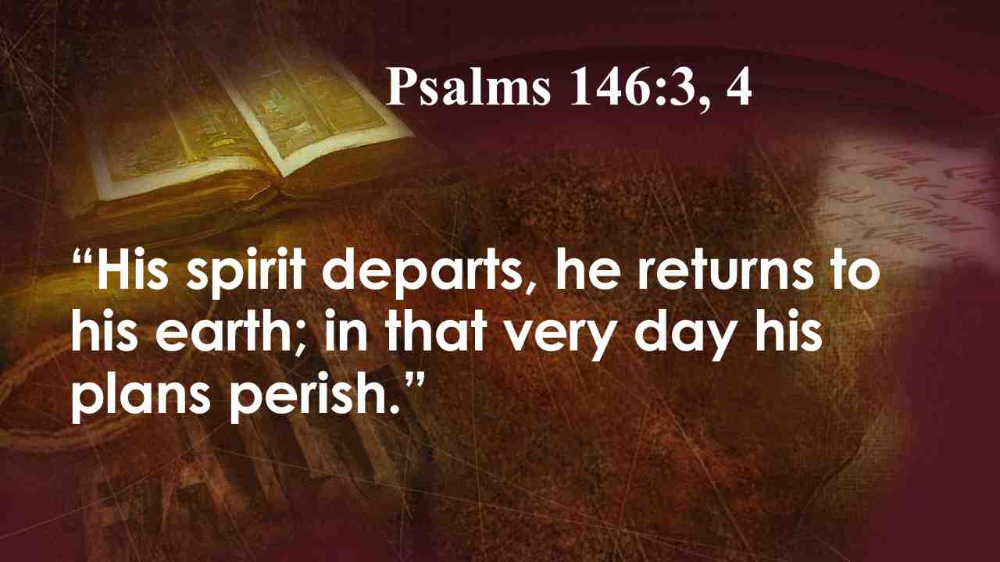 Psalms 146:3, 4
“His spirit departs, he returns to
his earth; in that very day his
plans perish.”